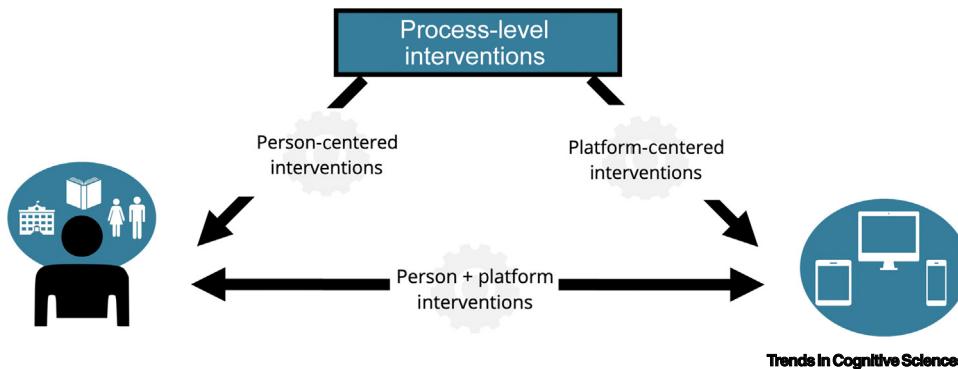 Process-level
interventions
Person-centered
interventions
Platform-centered
interventions
Person + platform
interventions
Trends in Cognitive Sciences